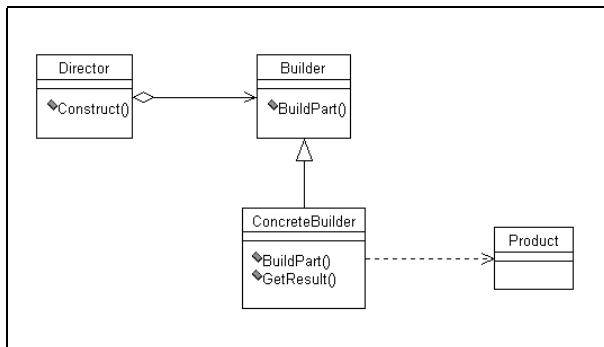 Director
Construct()
Builder
BuildPart()
ConcreteBuilder
BuildPart()
GetResult()
Product